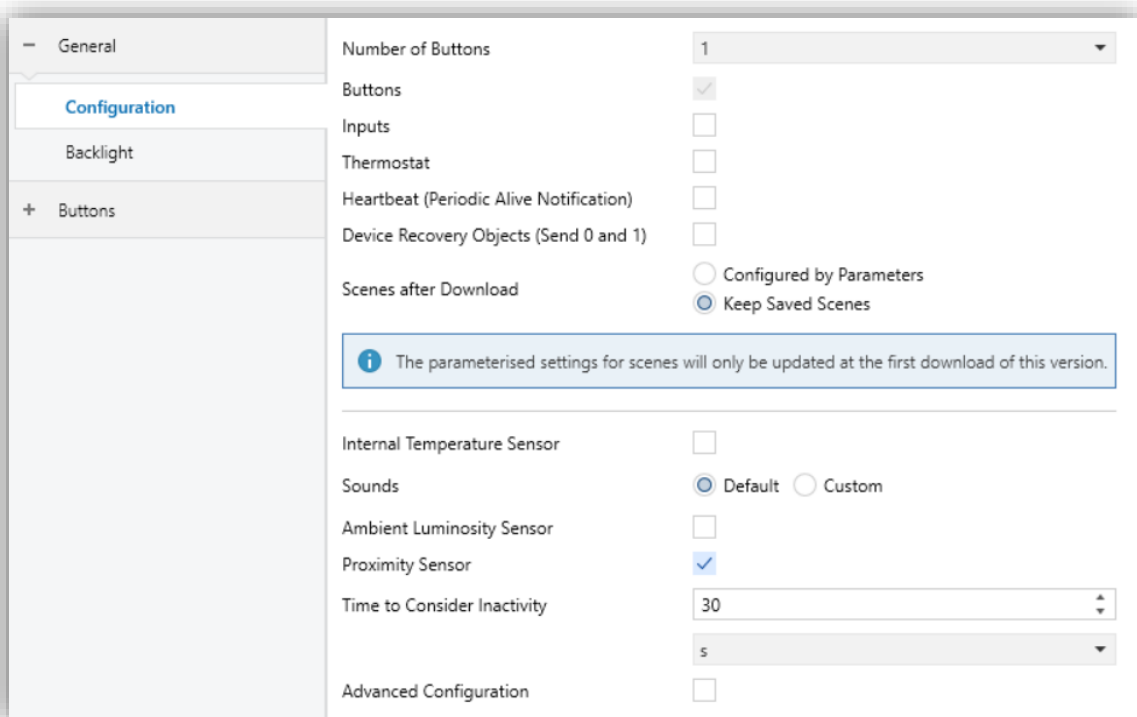 − General
Configuration
Backlight
+ Buttons
Number of Buttons 1
Buttons
Inputs
Thermostat
Heartbeat (Periodic Alive Notification)
Device Recovery Objects (Send 0 and 1)
Scenes after Download
Configured by Parameters
Keep Saved Scenes
i The parameterised settings for scenes will only be updated at the first download of this version.
Internal Temperature Sensor
Sounds Default Custom
Ambient Luminosity Sensor
Proximity Sensor
Time to Consider Inactivity 30
s
Advanced Configuration